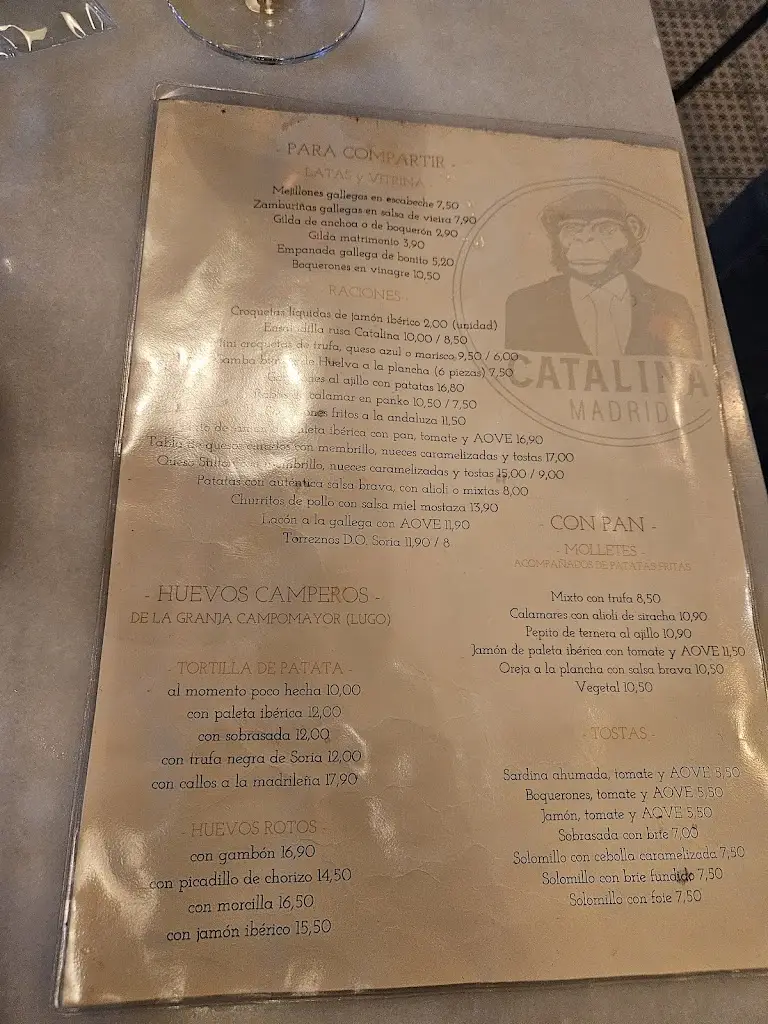 - PARA COMPARTIR -
LATAS y VITRINA
Mejillones gallegos en escabeche 7,50
Zamburiñas gallegas en salsa de vieira 7,90
Gilda de anchoa o de boquerón 2,90
Gilda matrimonio 3,90
Empanada gallega de bonito 5,20
Boquerones en vinagre 10,50
RACIONES -
Croquetas líquidas de jamón ibérico 2,00 (unidad)
Ensaladilla rusa Catalina 10,00 / 8,50
Mini croquetas de trufa, queso azul o marisco 9,50 / 6,00
de Huelva a la plancha (6 piezas) 7,50
al ajillo con patatas 16,80
calamar en panko 10,50 / 7,50
fritos a la andaluza 11,50
paleta ibérica con pan, tomate y AOVE 16,90
Tabla de quesos curados con membrillo, nueces caramelizadas y tostas 17,00
Queso Stilton con membrillo, nueces caramelizadas y tostas 15,00 / 9,00
Patatas con auténtica salsa brava, con alioli o mixtas 8,00
Churritos de pollo con salsa miel mostaza 13,90
Lacón a la gallega con AOVE 11,90
Torreznos D.O. Soria 11,90 / 8
CATALINA
MADRID
- HUEVOS CAMPEROS -
DE LA GRANJA CAMPOMAYOR (LUGO)
- TORTILLA DE PATATA -
al momento poco hecha 10,00
con paleta ibérica 12,00
con sobrasada 12,00
con trufa negra de Soria 12,00
con callos a la madrileña 17,90
- HUEVOS ROTOS -
con gambón 16,90
con picadillo de chorizo 14,50
con morcilla 16,50
con jamón ibérico 15,50
- CON PAN -
- MOLLETES -
ACOMPAÑADOS DE PATATAS FRITAS
Mixto con trufa 8,50
Calamares con alioli de siracha 10,90
Pepito de ternera al ajillo 10,90
Jamón de paleta ibérica con tomate y AOVE 11,50
Oreja a la plancha con salsa brava 10,50
Vegetal 10,50
- TOSTAS -
Sardina ahumada, tomate y AOVE 5,50
Boquerones, tomate y AOVE 5,50
Jamón, tomate y AOVE 5,50
Sobrasada con brie 7,00
Solomillo con cebolla caramelizada 7,50
Solomillo con brie fundido 7,50
Solomillo con foie 7,50